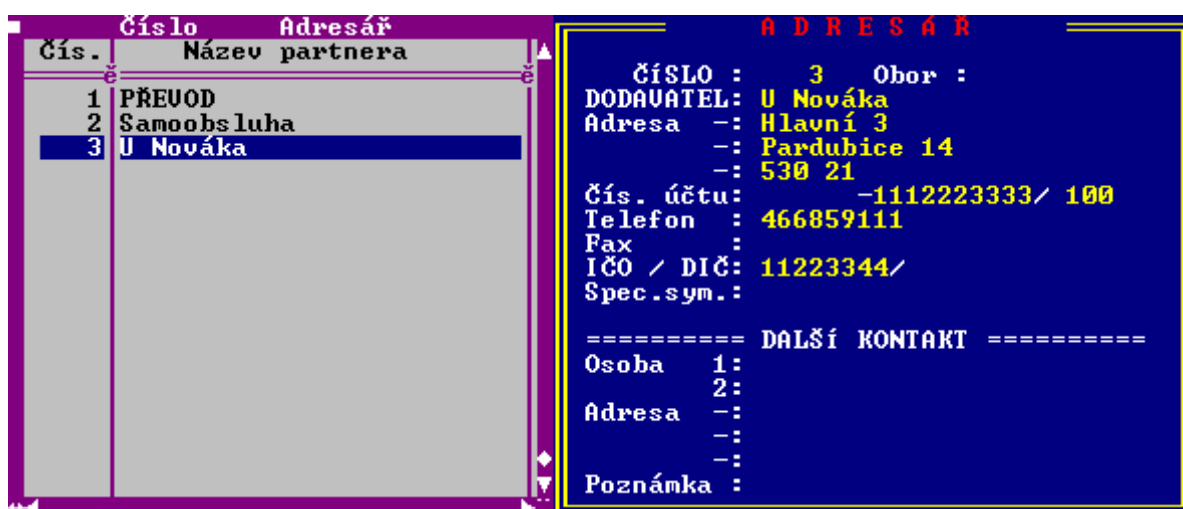 Číslo Adresář
Čís. Název partnera
1 PŘEVOD
2 Samoobsluha
3 U Nováka
A D R E S Á Ř
ČÍSLO : 3 Obor :
DODAVATEL: U Nováka
Adresa -: Hlavní 3
-: Pardubice 14
-: 530 21
Čís. účtu: -1112223333/ 100
Telefon : 466859111
Fax :
IČO / DIČ: 11223344/
Spec.sym.:
========== DALŠÍ KONTAKT ==========
Osoba 1:
2:
Adresa -:
-:
-:
Poznámka :